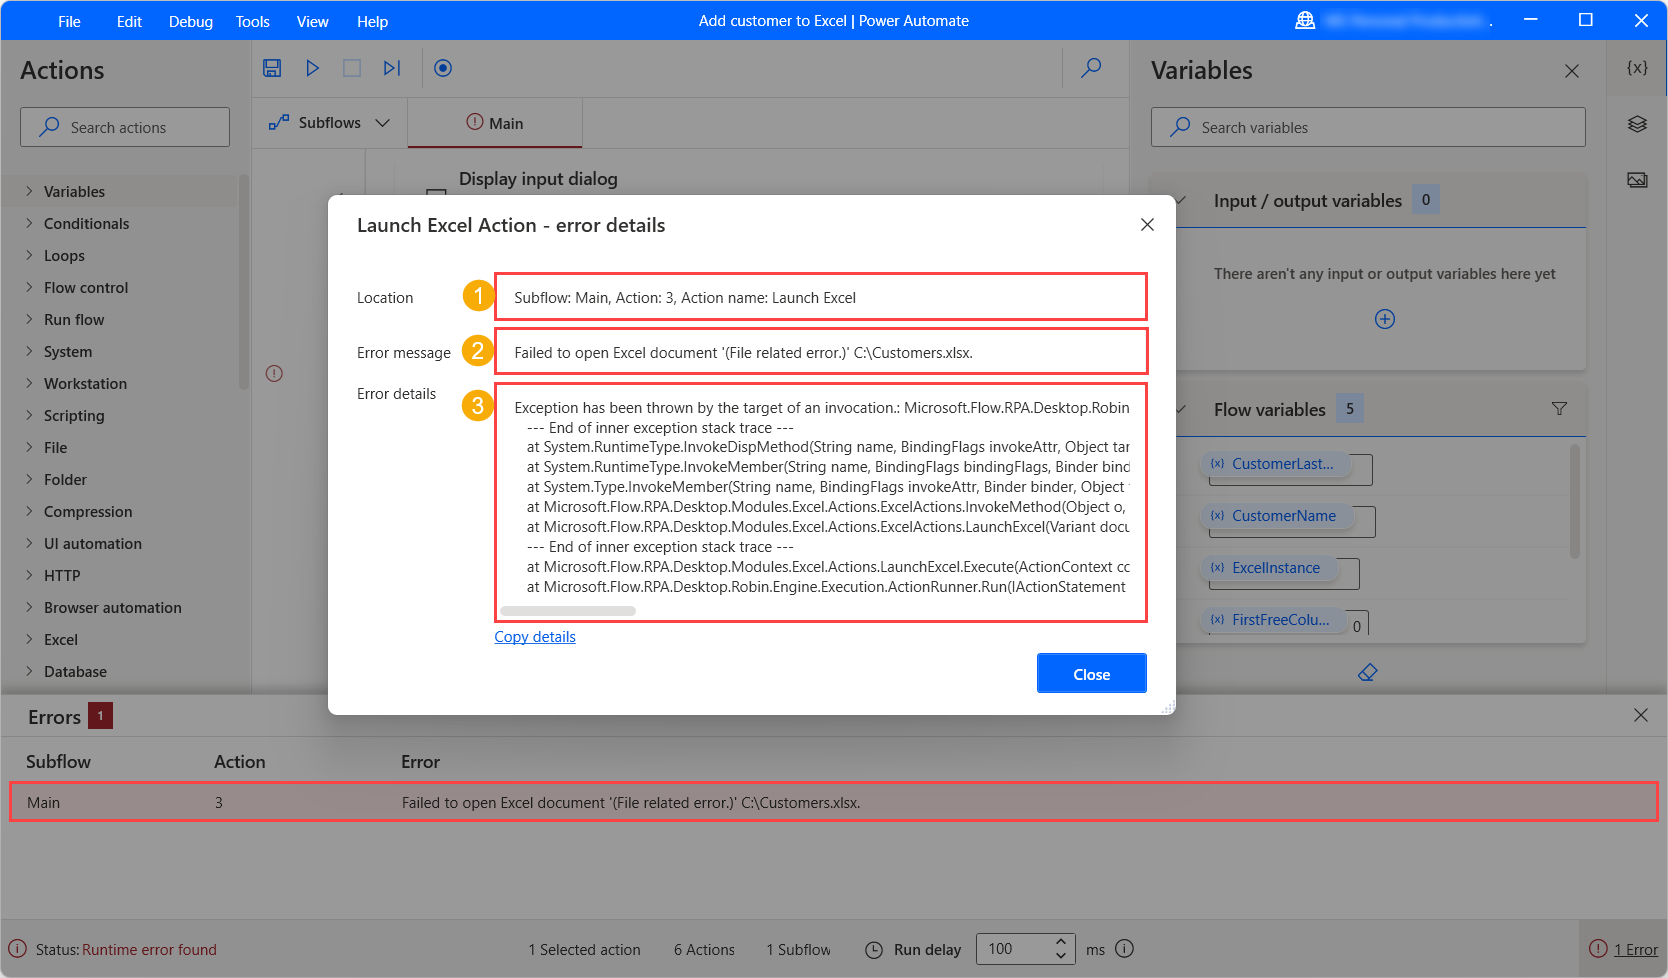 File Edit Debug Tools View Help
Add customer to Excel | Power Automate
Actions
Search actions
Variables
Conditionals
Loops
Flow control
Run flow
System
Workstation
Scripting
File
Folder
Compression
UI automation
HTTP
Browser automation
Excel
Database
Subflows
Main
Display input dialog
Variables
{x}
Search variables
Input / output variables 0
There aren't any input or output variables here yet
Flow variables 5
{x} CustomerLast...
{x} CustomerName
{x} ExcelInstance
{x} FirstFreeColu... 0
Launch Excel Action - error details
Location 1 Subflow: Main, Action: 3, Action name: Launch Excel
Error message 2 Failed to open Excel document '(File related error.)' C:\Customers.xlsx.
Error details 3
Exception has been thrown by the target of an invocation.: Microsoft.Flow.RPA.Desktop.Robin
--- End of inner exception stack trace ---
at System.RuntimeType.InvokeDispMethod(String name, BindingFlags invokeAttr, Object tar
at System.RuntimeType.InvokeMember(String name, BindingFlags bindingFlags, Binder bind
at System.Type.InvokeMember(String name, BindingFlags invokeAttr, Binder binder, Object
at Microsoft.Flow.RPA.Desktop.Modules.Excel.Actions.ExcelActions.InvokeMethod(Object o,
at Microsoft.Flow.RPA.Desktop.Modules.Excel.Actions.ExcelActions.LaunchExcel(Variant docu
--- End of inner exception stack trace ---
at Microsoft.Flow.RPA.Desktop.Modules.Excel.Actions.LaunchExcel.Execute(ActionContext cc
at Microsoft.Flow.RPA.Desktop.Robin.Engine.Execution.ActionRunner.Run(IActionStatement
Copy details
Close
Errors 1
Subflow Action Error
Main 3 Failed to open Excel document '(File related error.)' C:\Customers.xlsx.
Status: Runtime error found
1 Selected action 6 Actions 1 Subflow Run delay 100 ms
1 Error